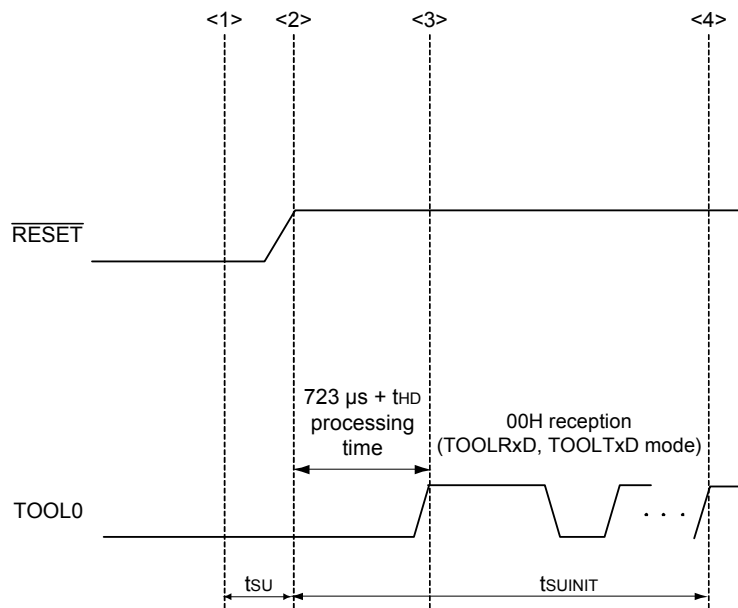 <1> <2> <3> <4>
RESET
723 µs + tHD
processing
time
00H reception
(TOOLRxD, TOOLTxD mode)
TOOL0
. . .
tSU
tSUINIT